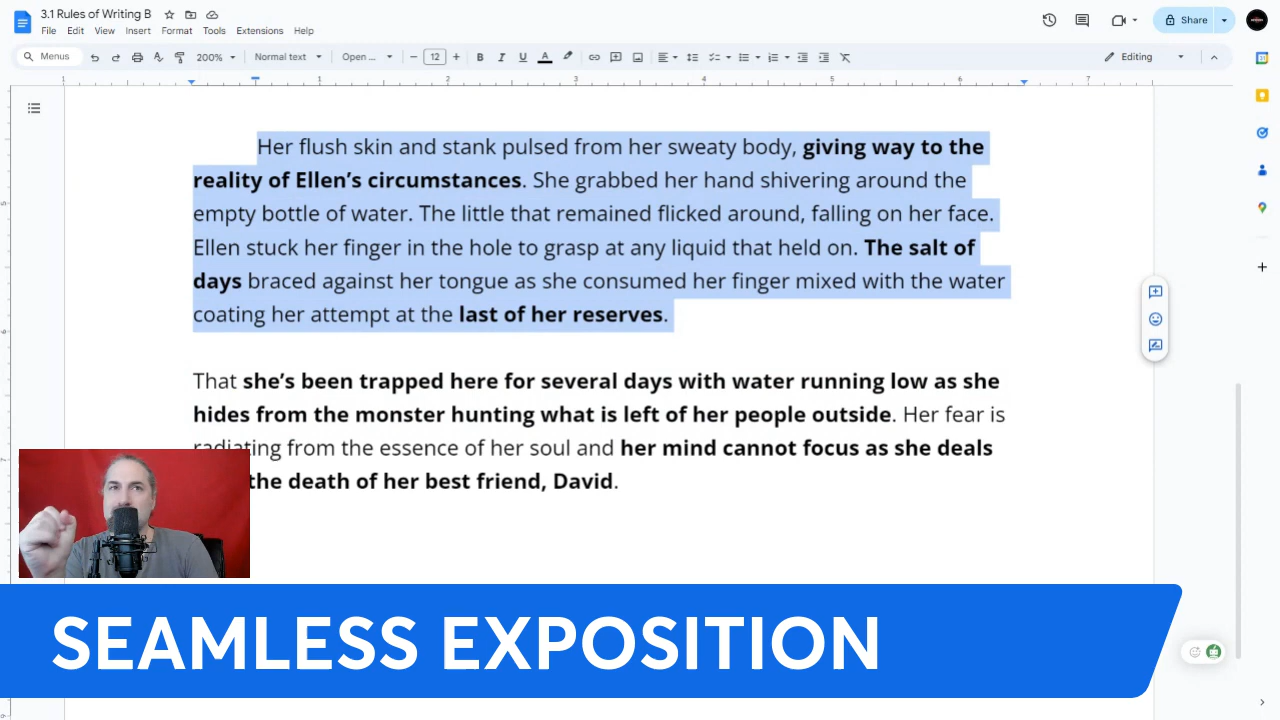 3.1 Rules of Writing B
File Edit View Insert Format Tools Extensions Help
Share
Menus
200%
Normal text
Open ...
12
Editing
1 1 2 3 4 5 6 7
Her flush skin and stank pulsed from her sweaty body, giving way to the
reality of Ellen’s circumstances. She grabbed her hand shivering around the
empty bottle of water. The little that remained flicked around, falling on her face.
Ellen stuck her finger in the hole to grasp at any liquid that held on. The salt of
days braced against her tongue as she consumed her finger mixed with the water
coating her attempt at the last of her reserves.
That she’s been trapped here for several days with water running low as she
hides from the monster hunting what is left of her people outside. Her fear is
radiating from the essence of her soul and her mind cannot focus as she deals
the death of her best friend, David.
SEAMLESS EXPOSITION